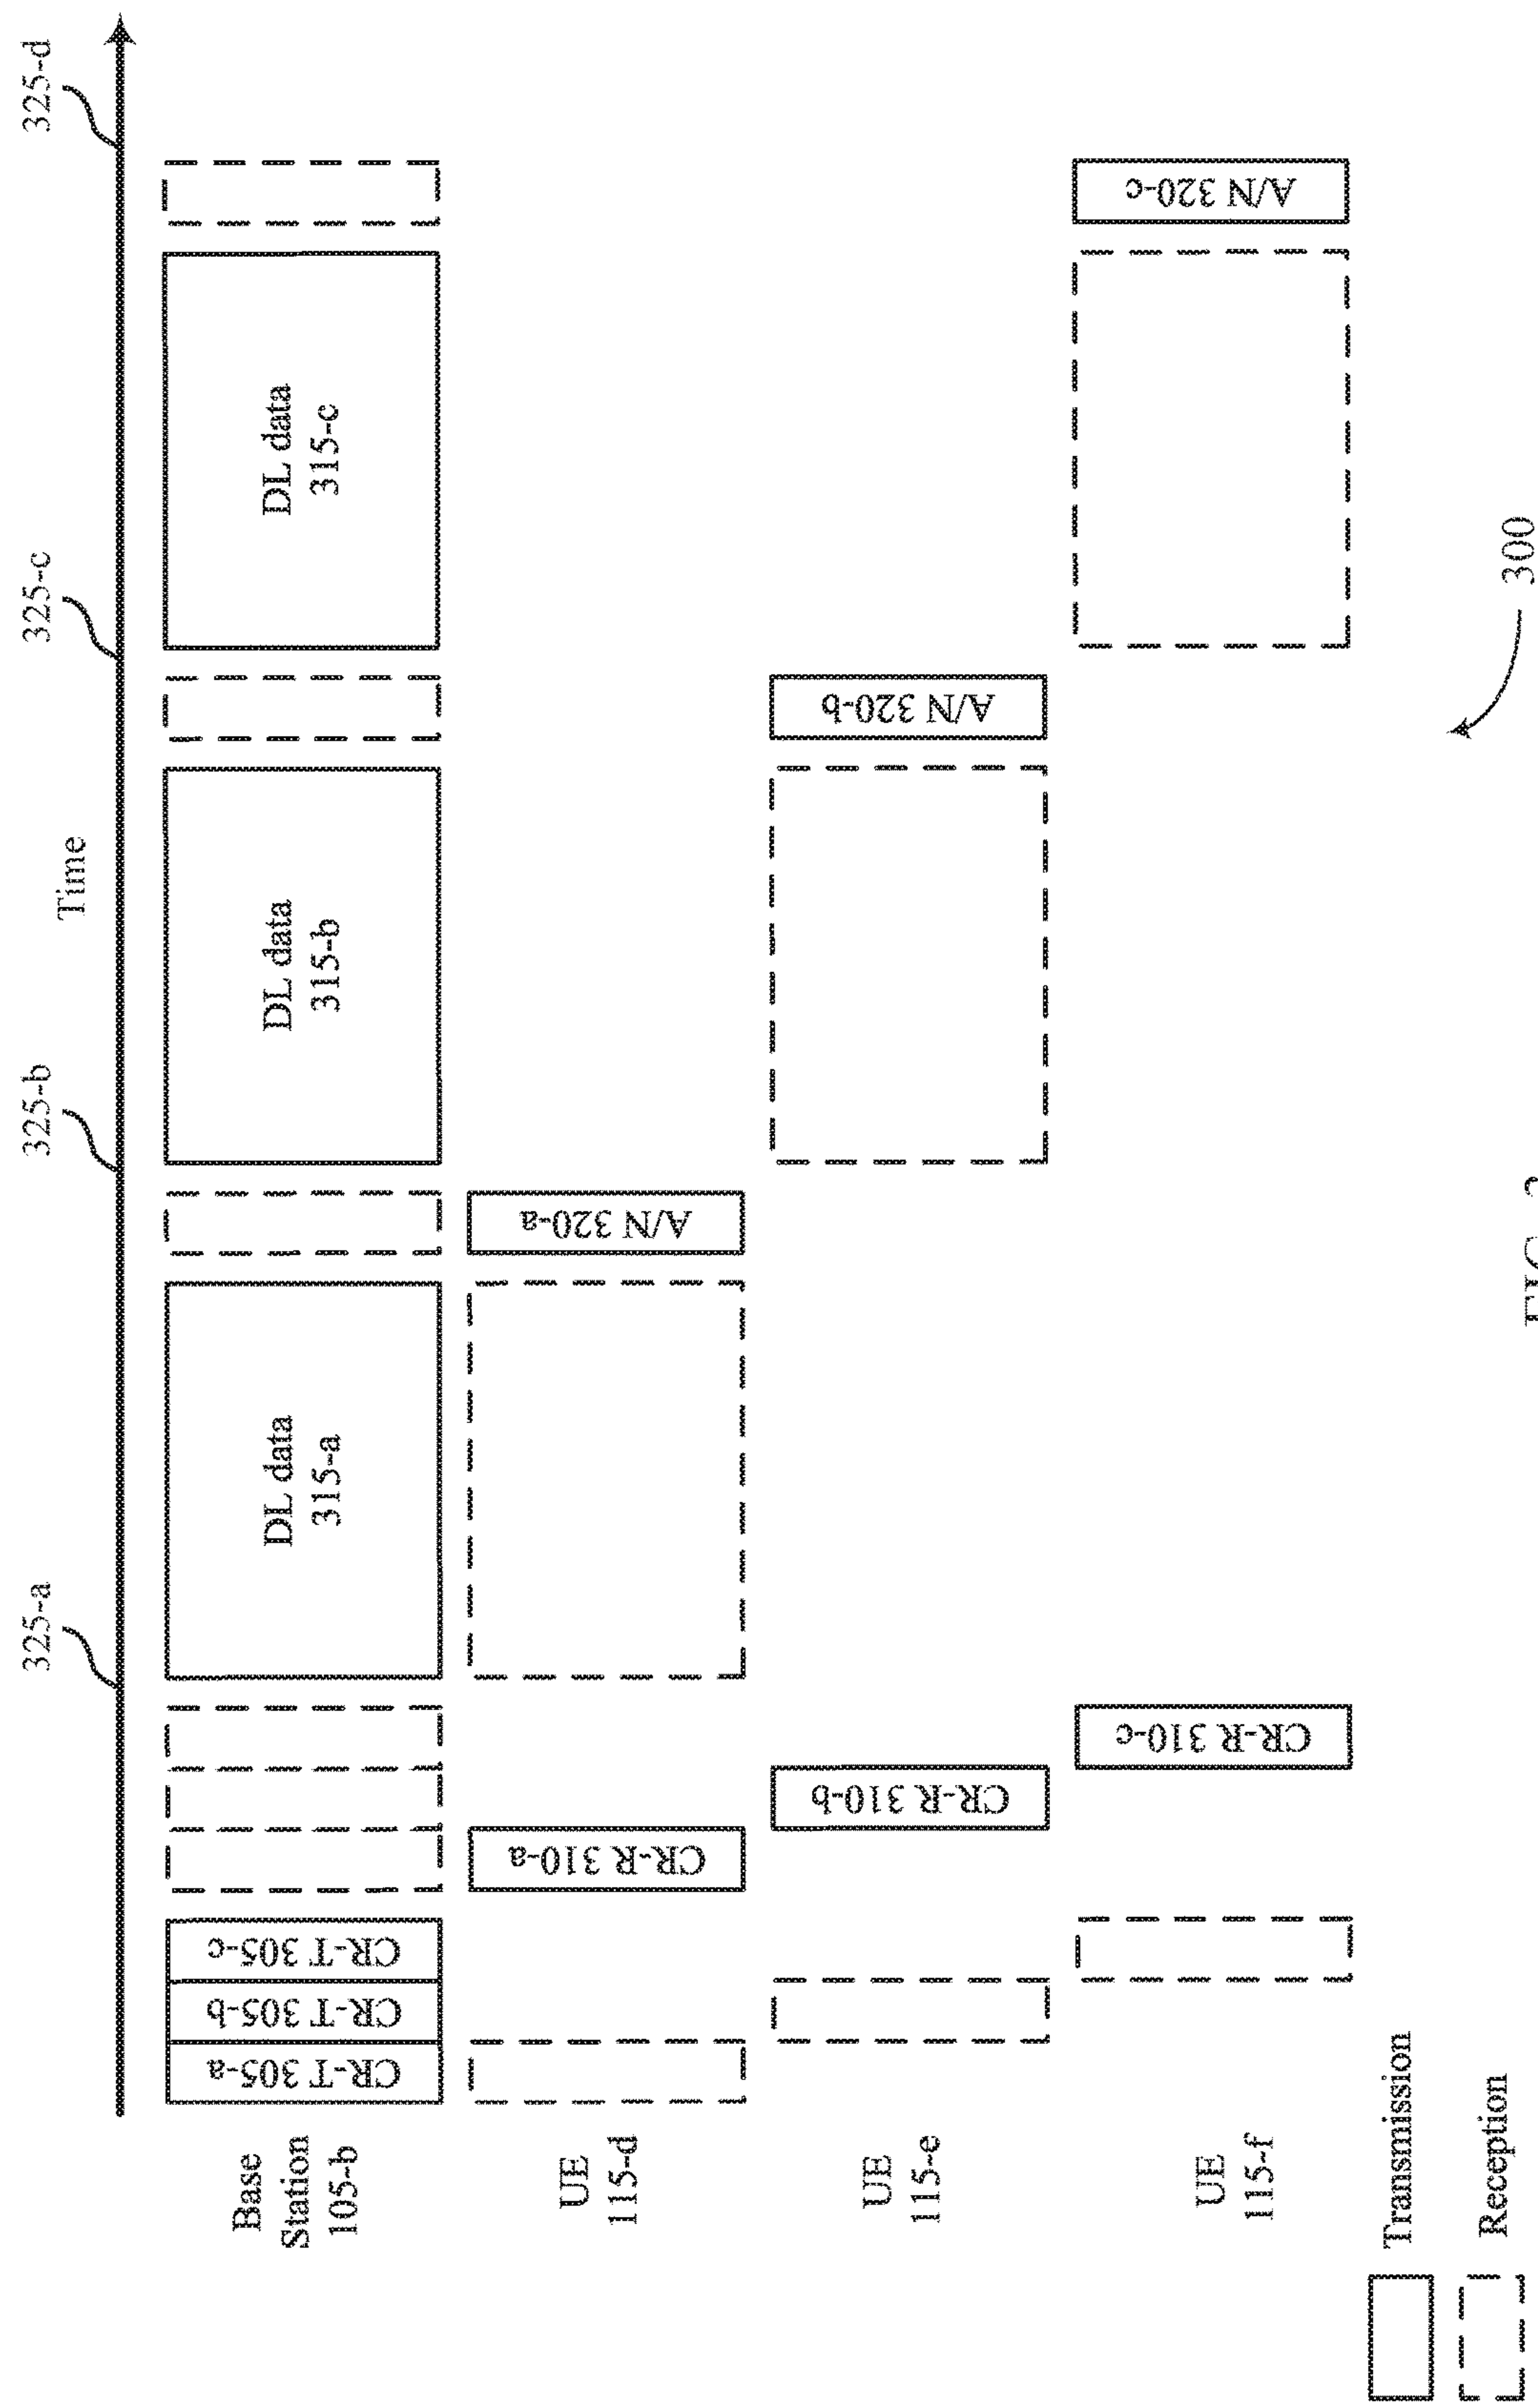 325-a
325-b
325-c
325-d
Time
Base
Station
105-b
CR-T 305-a
CR-T 305-b
CR-T 305-c
DL data
315-a
DL data
315-b
DL data
315-c
UE
115-d
CR-R 310-a
A/N 320-a
UE
115-e
CR-R 310-b
A/N 320-b
UE
115-f
CR-R 310-c
A/N 320-c
Transmission
Reception
300